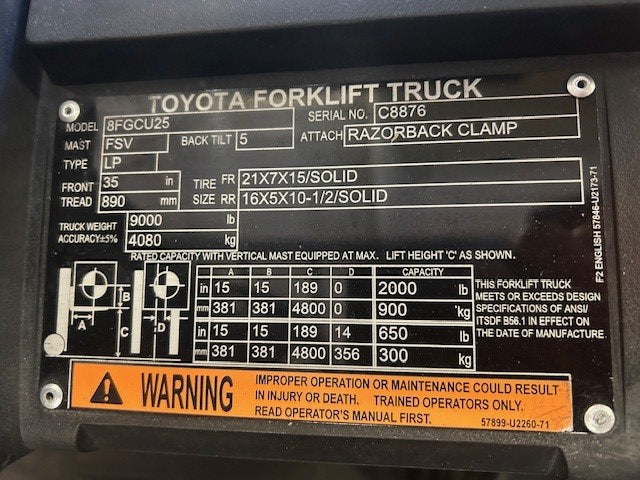 TOYOTA FORKLIFT TRUCK
MODEL 8FGCU25 SERIAL NO. C8876
MAST FSV BACK TILT 5 ATTACH RAZORBACK CLAMP
TYPE LP
FRONT 35 in TIRE FR 21X7X15/SOLID
TREAD 890 mm SIZE RR 16X5X10-1/2/SOLID
TRUCK WEIGHT 9000 lb
ACCURACY±5% 4080 kg
RATED CAPACITY WITH VERTICAL MAST EQUIPPED AT MAX. LIFT HEIGHT 'C' AS SHOWN.
A B C D CAPACITY
in 15 15 189 0 2000 lb
mm 381 381 4800 0 900 kg
in 15 15 189 14 650 lb
mm 381 381 4800 356 300 kg
A B C D
THIS FORKLIFT TRUCK
MEETS OR EXCEEDS DESIGN
SPECIFICATIONS OF ANSI/
ITSDF B56.1 IN EFFECT ON
THE DATE OF MANUFACTURE.
F2 ENGLISH 57846-U2173-71
WARNING
IMPROPER OPERATION OR MAINTENANCE COULD RESULT
IN INJURY OR DEATH. TRAINED OPERATORS ONLY.
READ OPERATOR'S MANUAL FIRST.
57899-U2260-71